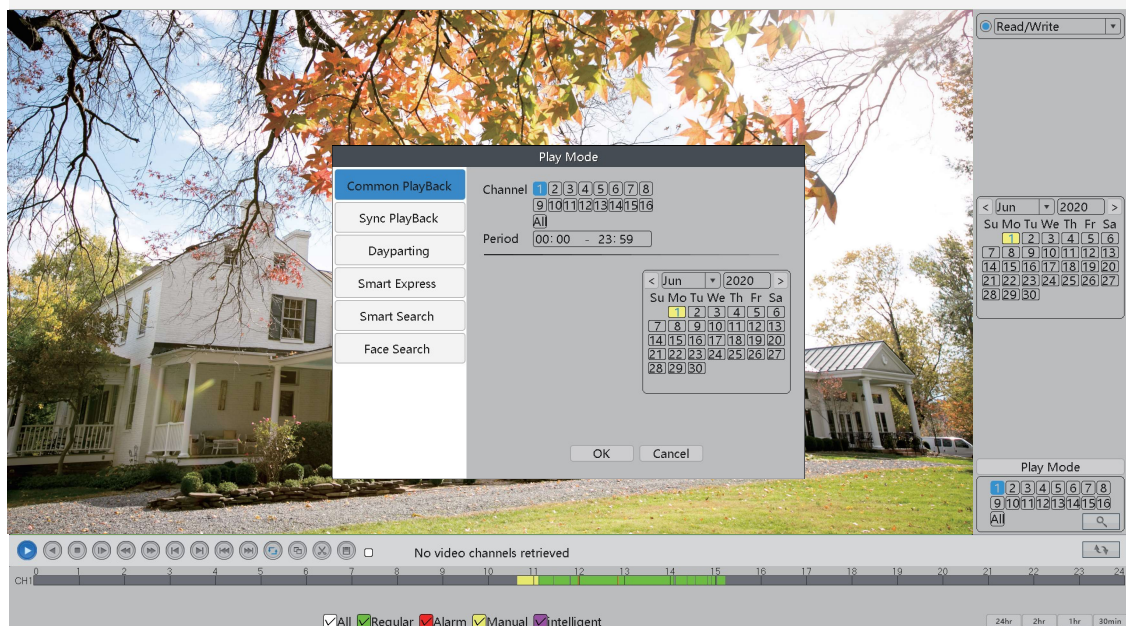 Read/Write
Play Mode
Common PlayBack
Sync PlayBack
Dayparting
Smart Express
Smart Search
Face Search
Channel 1 2 3 4 5 6 7 8
9 10 11 12 13 14 15 16
All
Period 00:00 - 23:59
< Jun 2020 >
Su Mo Tu We Th Fr Sa
1 2 3 4 5 6
7 8 9 10 11 12 13
14 15 16 17 18 19 20
21 22 23 24 25 26 27
28 29 30
OK Cancel
< Jun 2020 >
Su Mo Tu We Th Fr Sa
1 2 3 4 5 6
7 8 9 10 11 12 13
14 15 16 17 18 19 20
21 22 23 24 25 26 27
28 29 30
Play Mode
1 2 3 4 5 6 7 8
9 10 11 12 13 14 15 16
All
No video channels retrieved
0 1 2 3 4 5 6 7 8 9 10 11 12 13 14 15 16 17 18 19 20 21 22 23 24
CH1
All Regular Alarm Manual intelligent
24hr 2hr 1hr 30min